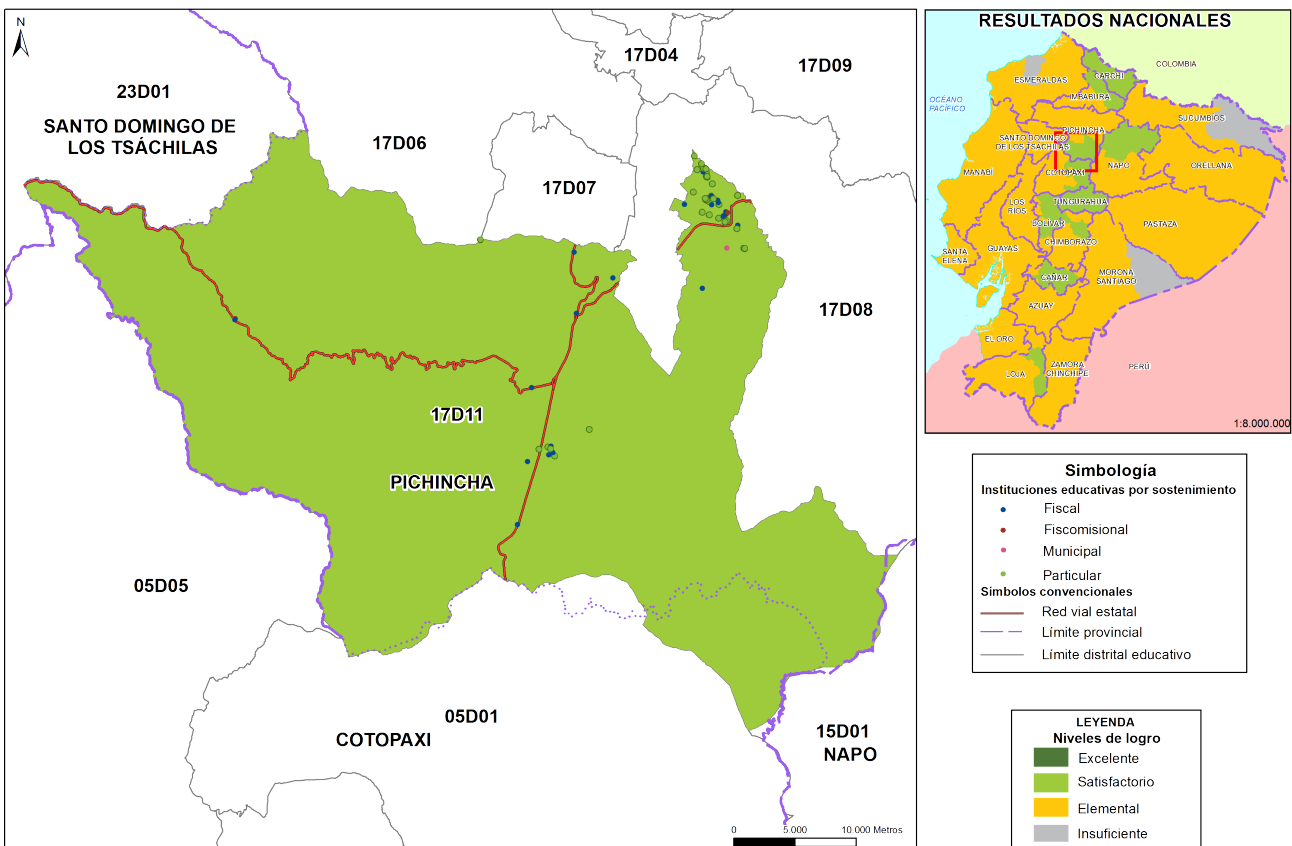 N
23D01
SANTO DOMINGO DE
LOS TSÁCHILAS
17D06
17D04
17D09
17D07
17D08
17D11
PICHINCHA
05D05
05D01
COTOPAXI
15D01
NAPO
0 5 000 10 000 Metros
RESULTADOS NACIONALES
COLOMBIA
OCÉANO
PACÍFICO
ESMERALDAS
CARCHI
IMBABURA
SUCUMBÍOS
PICHINCHA
SANTO DOMINGO
DE LOS TSÁCHILAS
MANABÍ
COTOPAXI
NAPO
ORELLANA
LOS
RÍOS
TUNGURAHUA
BOLÍVAR
PASTAZA
CHIMBORAZO
SANTA
ELENA
GUAYAS
MORONA
SANTIAGO
CAÑAR
AZUAY
EL ORO
LOJA
ZAMORA
CHINCHIPE
PERÚ
1:8.000.000
Simbología
Instituciones educativas por sostenimiento
Fiscal
Fiscomisional
Municipal
Particular
Símbolos convencionales
Red vial estatal
Límite provincial
Límite distrital educativo
LEYENDA
Niveles de logro
Excelente
Satisfactorio
Elemental
Insuficiente